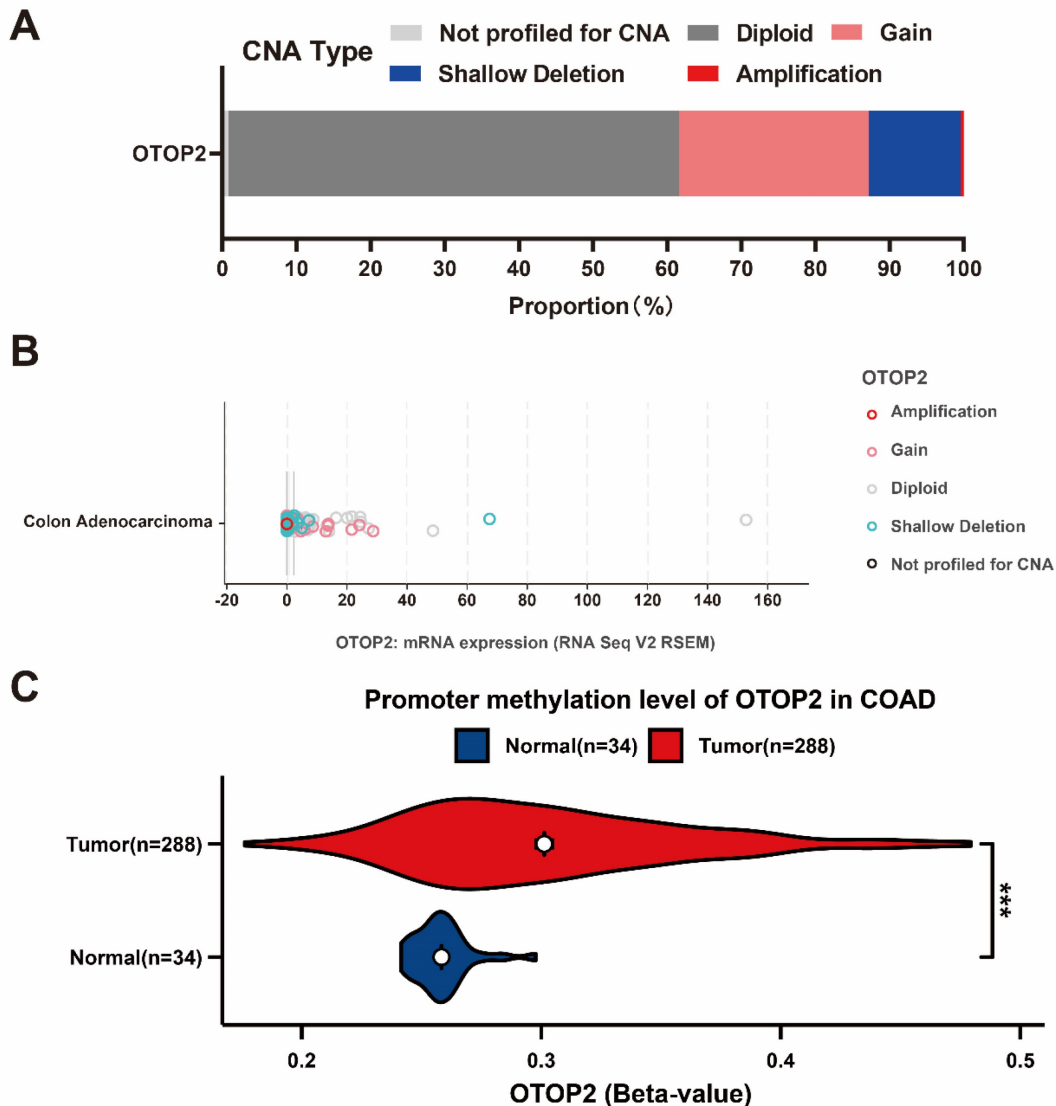 A
CNA Type
Not profiled for CNA
Diploid
Gain
Shallow Deletion
Amplification
OTOP2
0 10 20 30 40 50 60 70 80 90 100
Proportion(%)
B
OTOP2
Amplification
Gain
Diploid
Shallow Deletion
Not profiled for CNA
Colon Adenocarcinoma
-20 0 20 40 60 80 100 120 140 160
OTOP2: mRNA expression (RNA Seq V2 RSEM)
C
Promoter methylation level of OTOP2 in COAD
Normal(n=34) Tumor(n=288)
Tumor(n=288)
***
Normal(n=34)
0.2 0.3 0.4 0.5
OTOP2 (Beta-value)